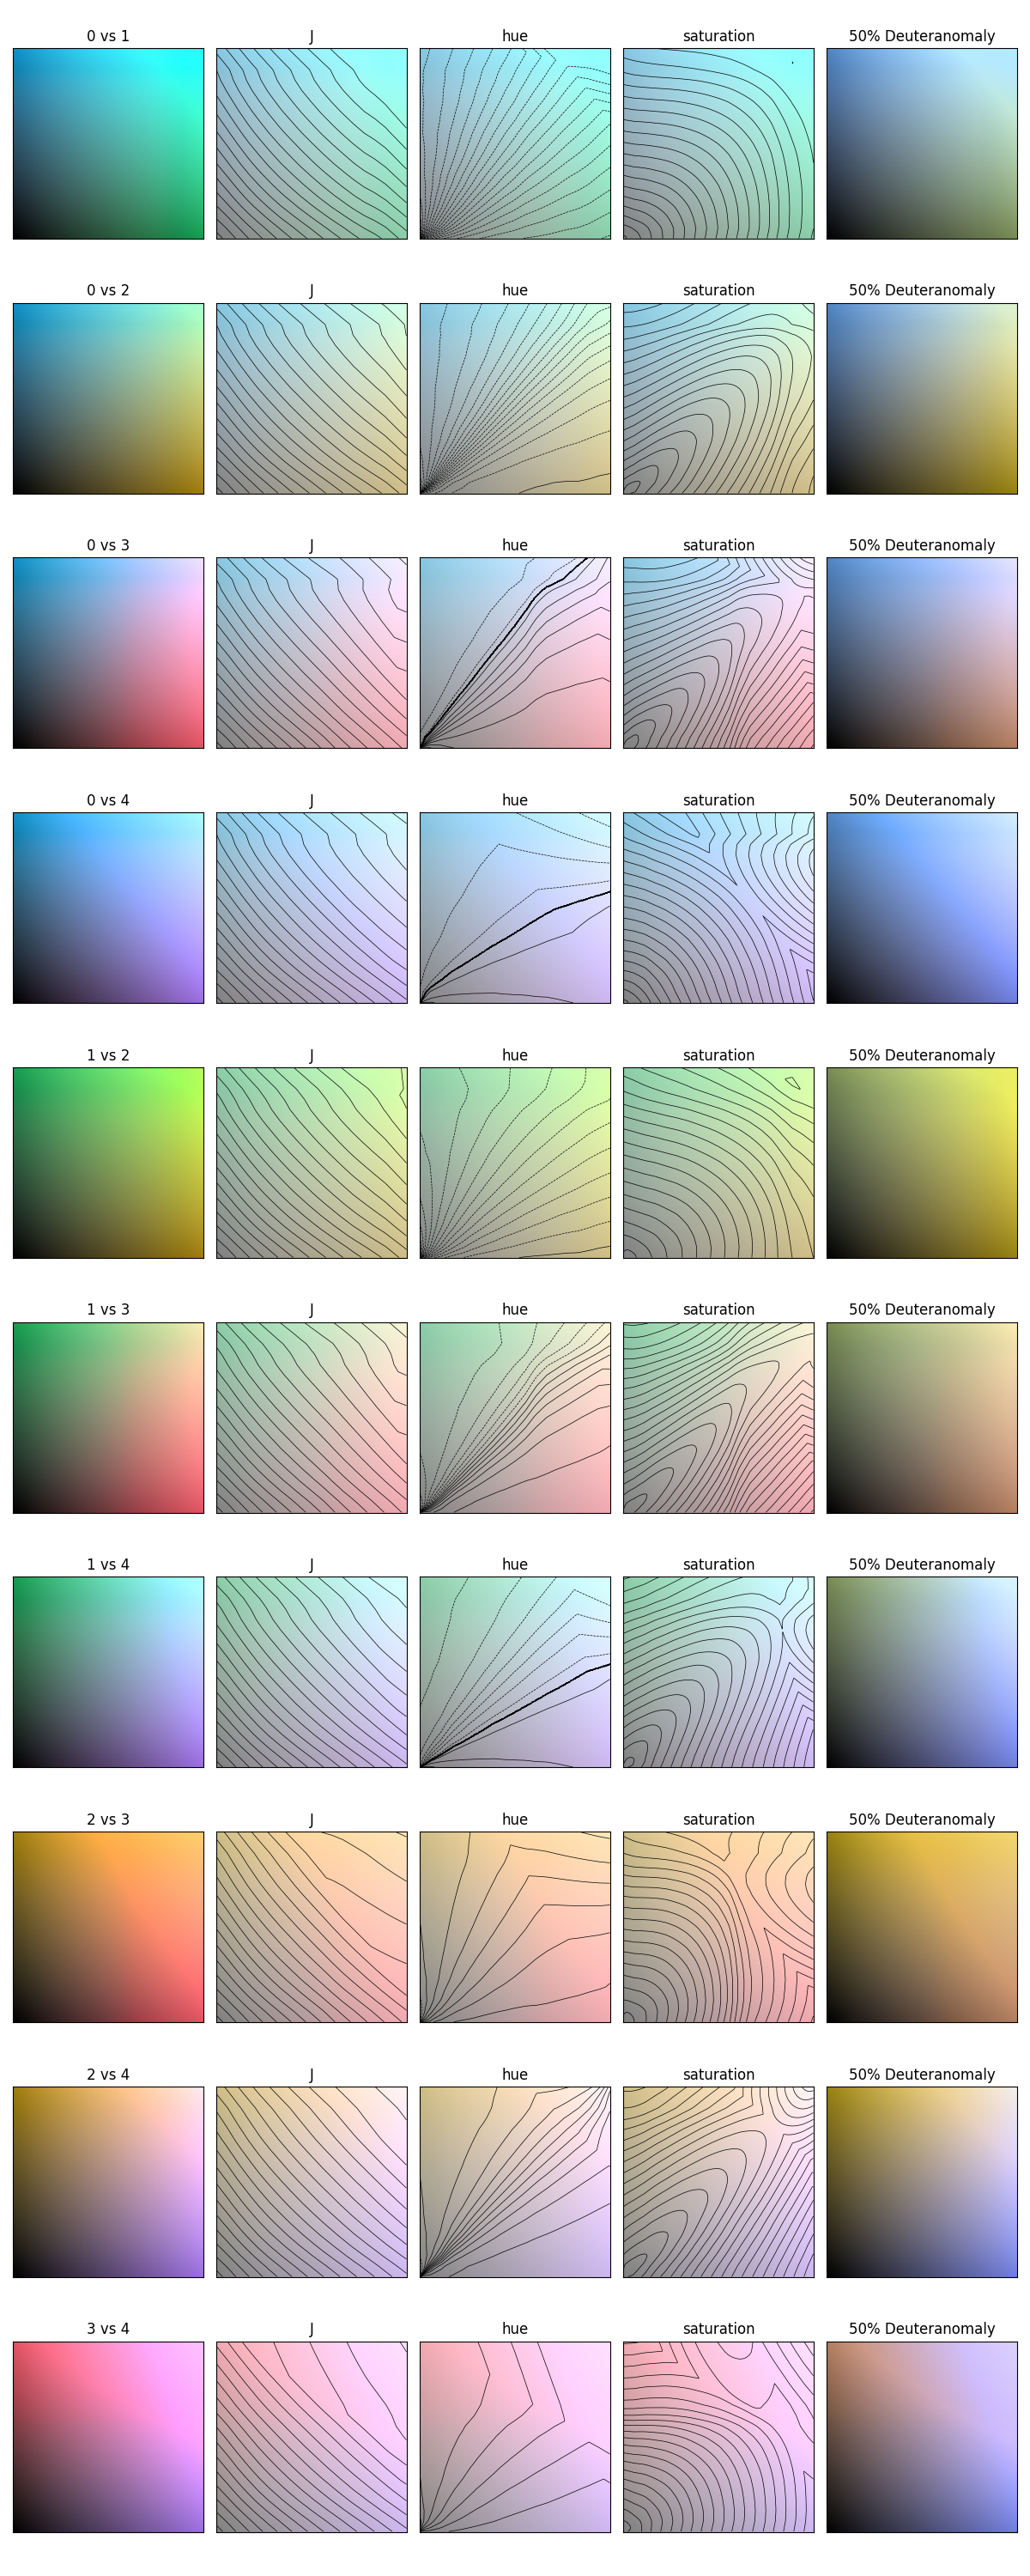 0 vs 1 J hue saturation 50% Deuteranomaly
0 vs 2 J hue saturation 50% Deuteranomaly
0 vs 3 J hue saturation 50% Deuteranomaly
0 vs 4 J hue saturation 50% Deuteranomaly
1 vs 2 J hue saturation 50% Deuteranomaly
1 vs 3 J hue saturation 50% Deuteranomaly
1 vs 4 J hue saturation 50% Deuteranomaly
2 vs 3 J hue saturation 50% Deuteranomaly
2 vs 4 J hue saturation 50% Deuteranomaly
3 vs 4 J hue saturation 50% Deuteranomaly